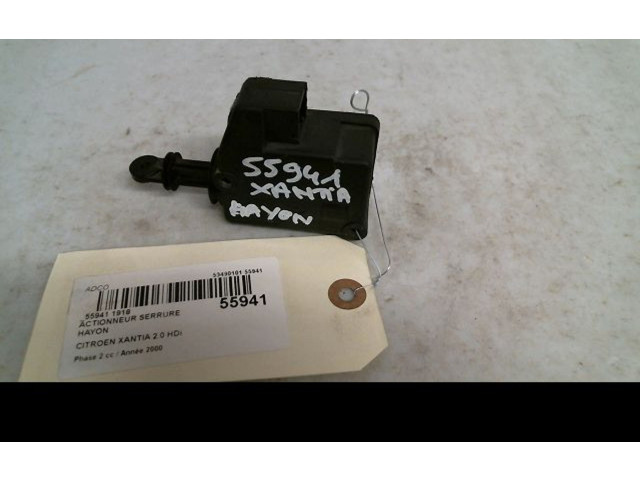 55941
XANTIA
HAYON
ADCO
53490101 55941
55941
55941 1918
ACTIONNEUR SERRURE
HAYON
CITROEN XANTIA 2.0 HDi
Phase 2 cc / Année 2000